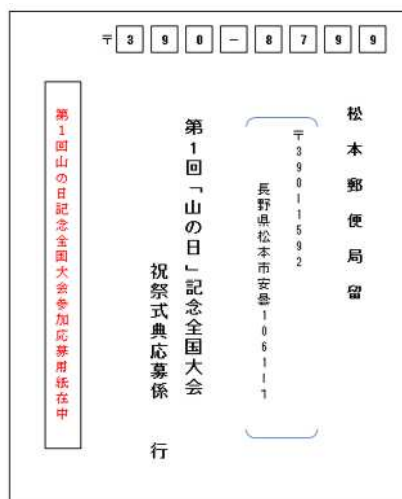 〒390-8799
松本郵便局留
〒390-1592
長野県松本市安曇1061-1
第1回「山の日」記念全国大会
祝祭式典応募係 行
第1回山の日記念全国大会参加応募用紙在中